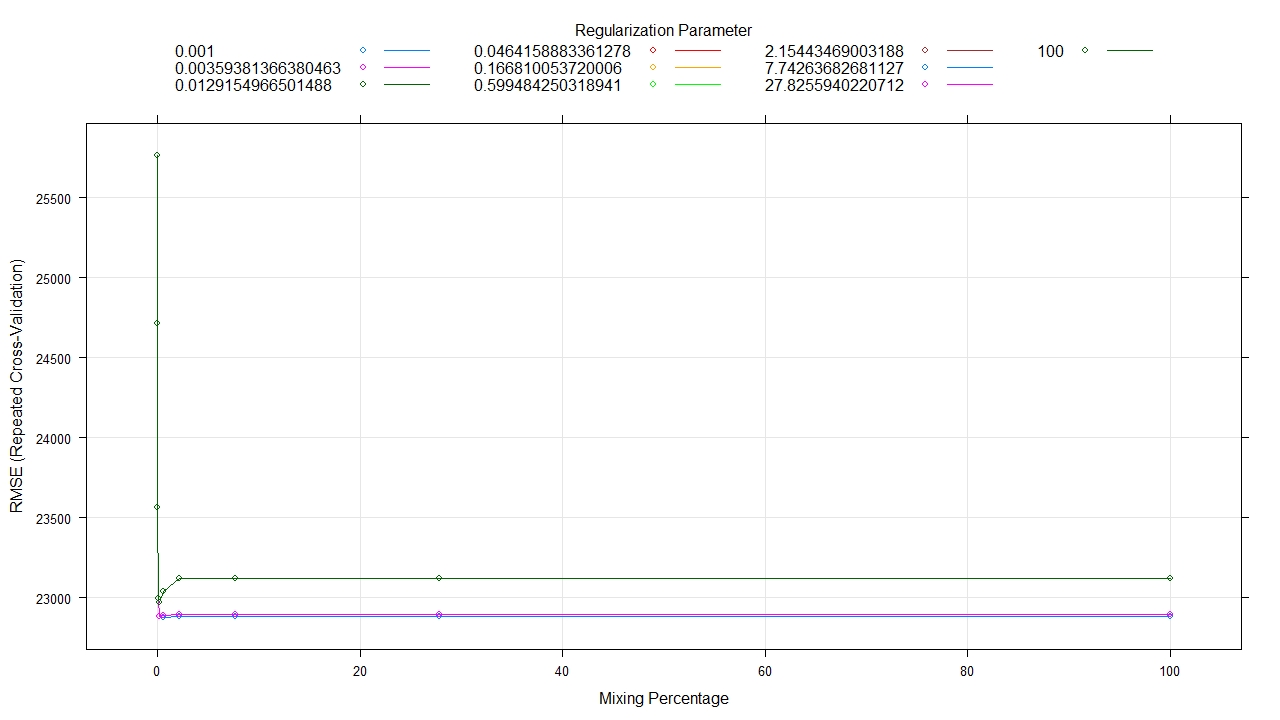 Regularization Parameter
0.001 0.0464158883361278 2.15443469003188 100
0.00359381366380463 0.166810053720006 7.74263682681127
0.0129154966501488 0.599484250318941 27.8255940220712
25500
25000
24500
24000
23500
23000
RMSE (Repeated Cross-Validation)
0 20 40 60 80 100
Mixing Percentage